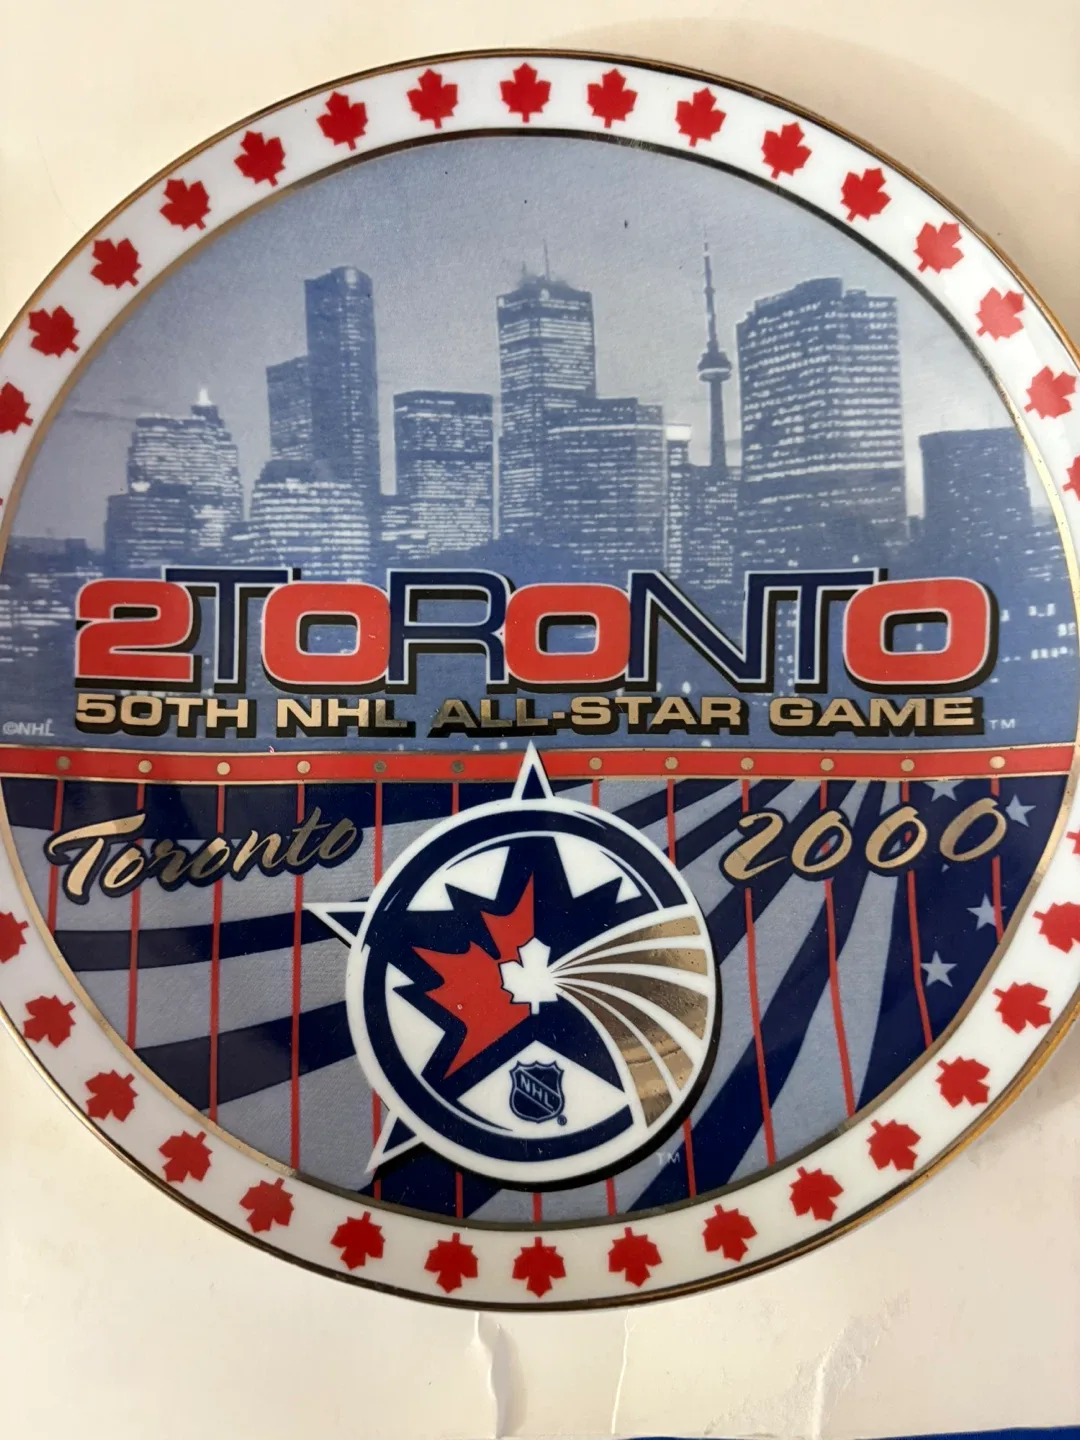 2TORONTO
50TH NHL ALL-STAR GAME
©NHL
TM
Toronto 2000
NHL
®
TM